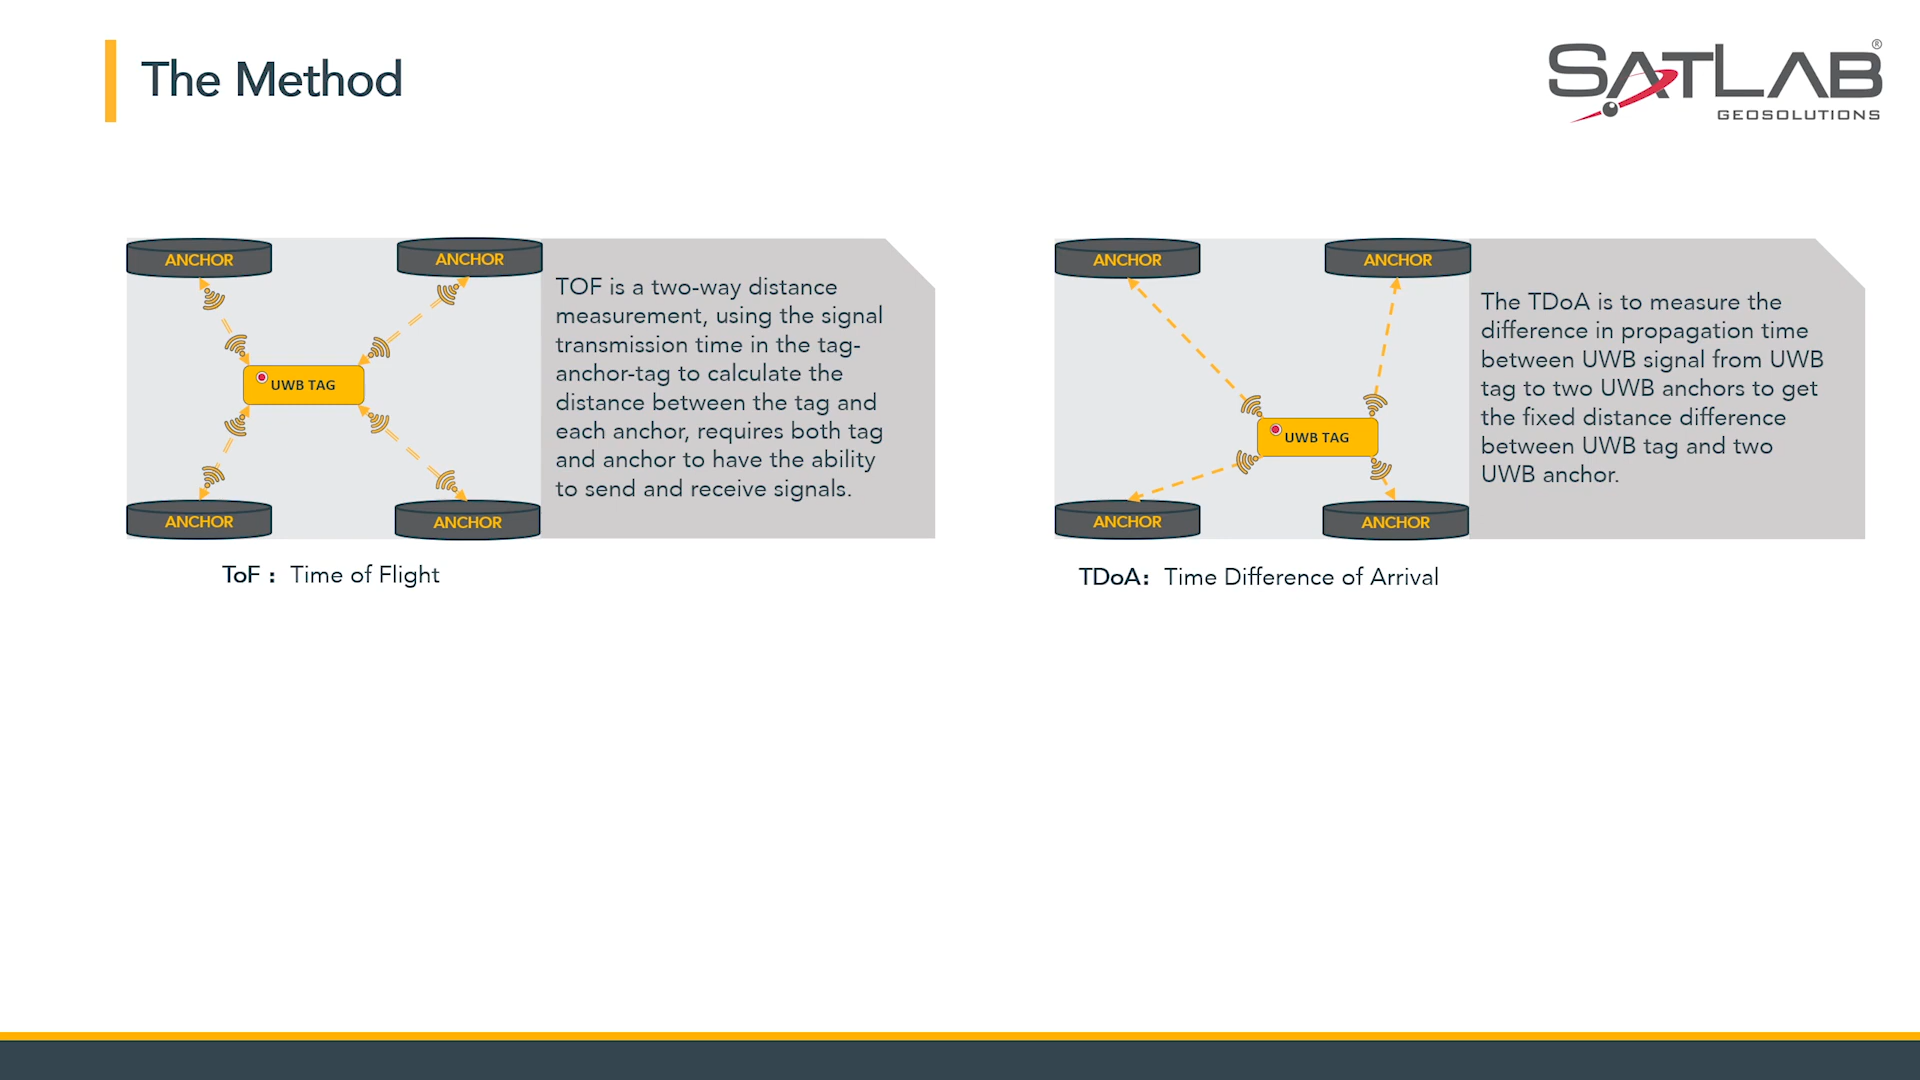 The Method
SATLAB®
GEOSOLUTIONS
ANCHOR
ANCHOR
UWB TAG
ANCHOR
ANCHOR
TOF is a two-way distance
measurement, using the signal
transmission time in the tag-
anchor-tag to calculate the
distance between the tag and
each anchor, requires both tag
and anchor to have the ability
to send and receive signals.
ToF : Time of Flight
ANCHOR
ANCHOR
UWB TAG
ANCHOR
ANCHOR
The TDoA is to measure the
difference in propagation time
between UWB signal from UWB
tag to two UWB anchors to get
the fixed distance difference
between UWB tag and two
UWB anchor.
TDoA: Time Difference of Arrival